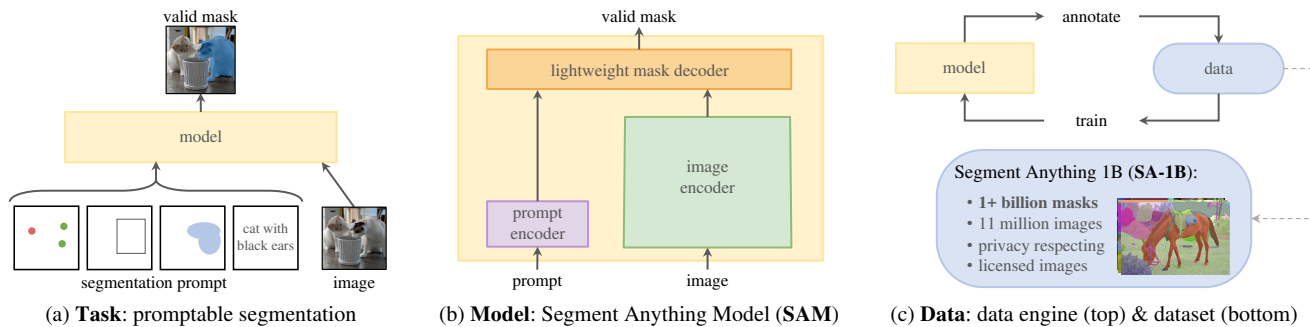 valid mask
model
cat with
black ears
segmentation prompt
image
(a) Task: promptable segmentation
valid mask
lightweight mask decoder
image
encoder
prompt
encoder
prompt
image
(b) Model: Segment Anything Model (SAM)
annotate
model
data
train
Segment Anything 1B (SA-1B):
• 1+ billion masks
• 11 million images
• privacy respecting
• licensed images
(c) Data: data engine (top) & dataset (bottom)